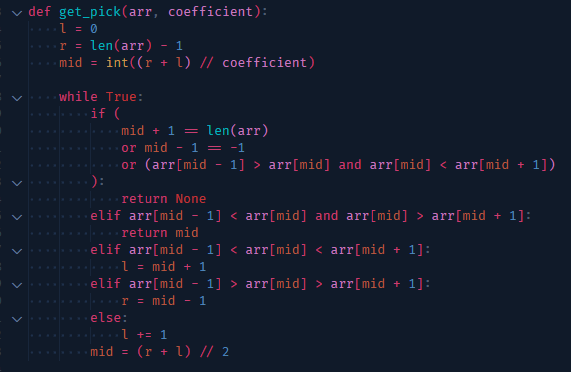 def get_pick(arr, coefficient):
    l = 0
    r = len(arr) - 1
    mid = int((r + l) // coefficient)

    while True:
        if (
            mid + 1 == len(arr)
            or mid - 1 == -1
            or (arr[mid - 1] > arr[mid] and arr[mid] < arr[mid + 1])
        ):
            return None
        elif arr[mid - 1] < arr[mid] and arr[mid] > arr[mid + 1]:
            return mid
        elif arr[mid - 1] < arr[mid] < arr[mid + 1]:
            l = mid + 1
        elif arr[mid - 1] > arr[mid] > arr[mid + 1]:
            r = mid - 1
        else:
            l += 1
        mid = (r + l) // 2